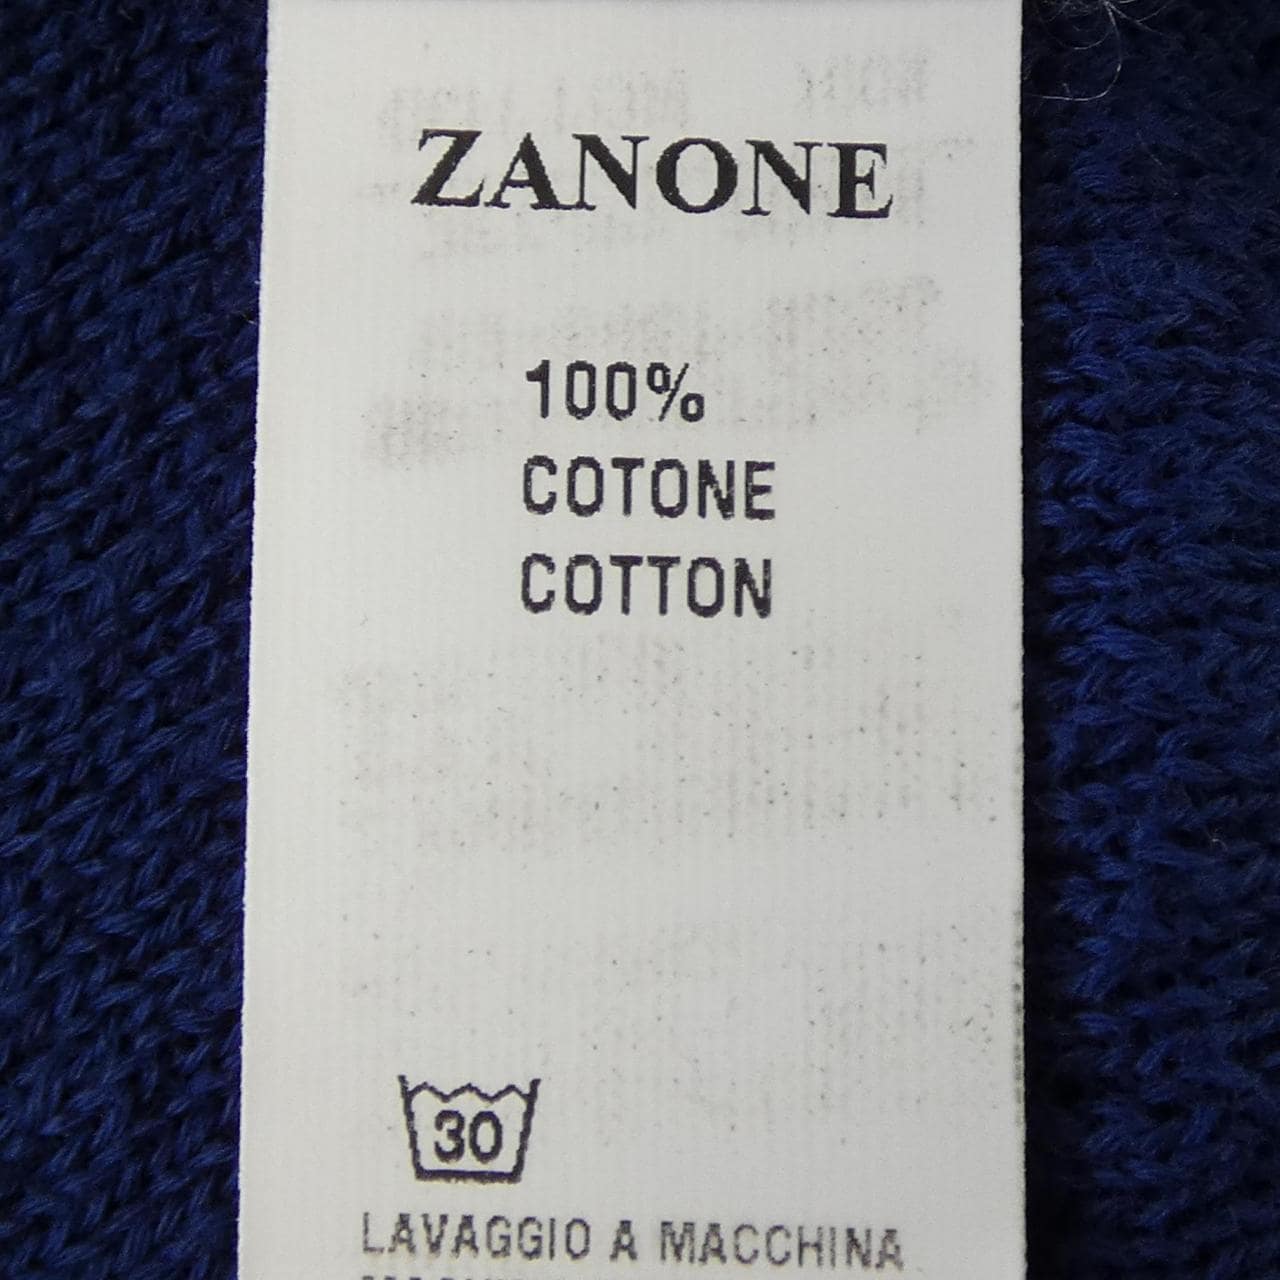 ZANONE
100%
COTONE
COTTON
30
LAVAGGIO A MACCHINA